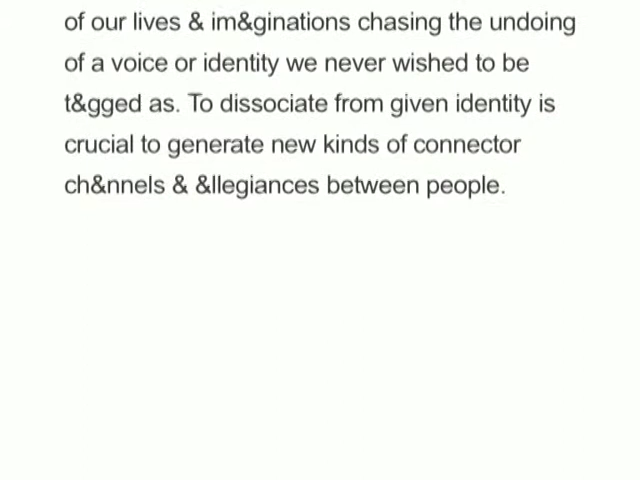 of our lives & im&ginations chasing the undoing
of a voice or identity we never wished to be
t&gged as. To dissociate from given identity is
crucial to generate new kinds of connector
ch&nnels & &llegiances between people.